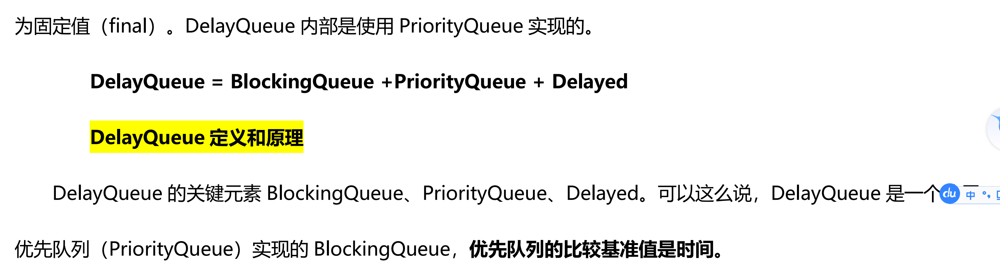 为固定值（final）。DelayQueue 内部是使用 PriorityQueue 实现的。
DelayQueue = BlockingQueue +PriorityQueue + Delayed
DelayQueue 定义和原理
DelayQueue 的关键元素 BlockingQueue、PriorityQueue、Delayed。可以这么说，DelayQueue 是一个
du 中
优先队列（PriorityQueue）实现的 BlockingQueue，优先队列的比较基准值是时间。